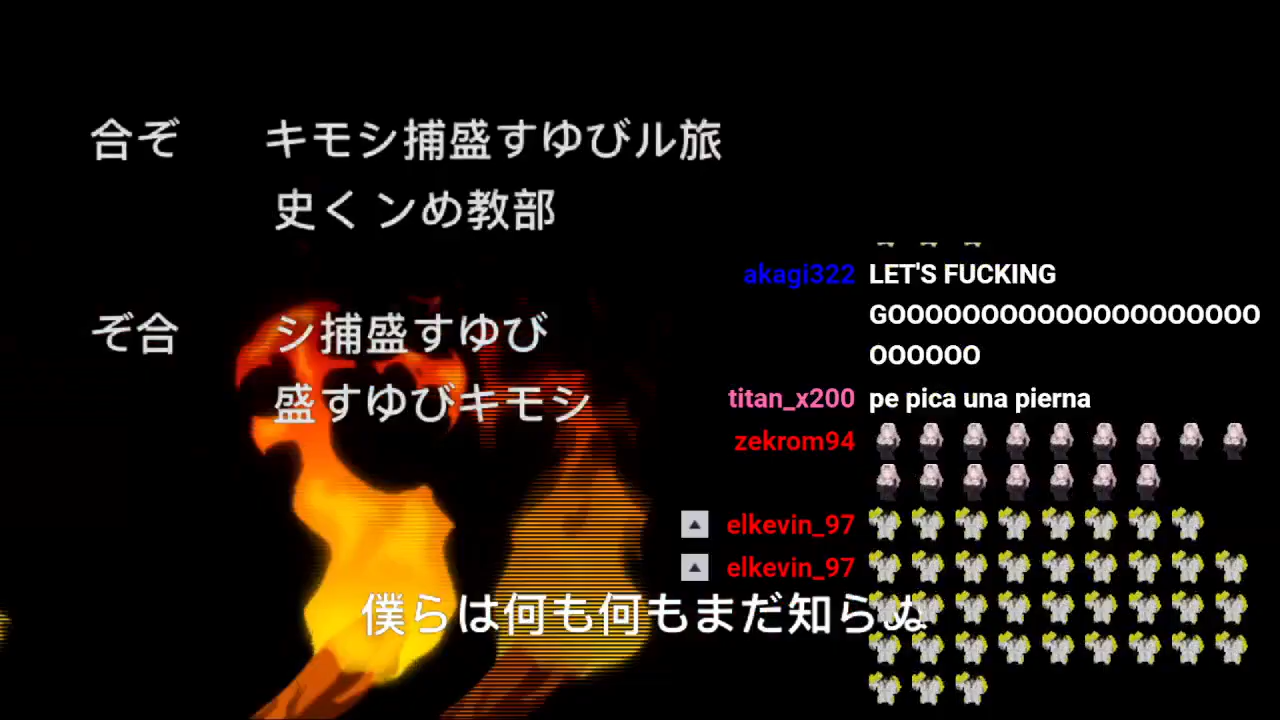 合ぞ キモシ捕盛すゆびル旅
史くンめ教部
ぞ合 シ捕盛すゆび
盛すゆびキモシ
僕らは何も何もまだ知らぬ
akagi322 LET'S FUCKING
GOOOOOOOOOOOOOOOOOOOO
OOOOOO
titan_x200 pe pica una pierna
zekrom94
elkevin_97
elkevin_97